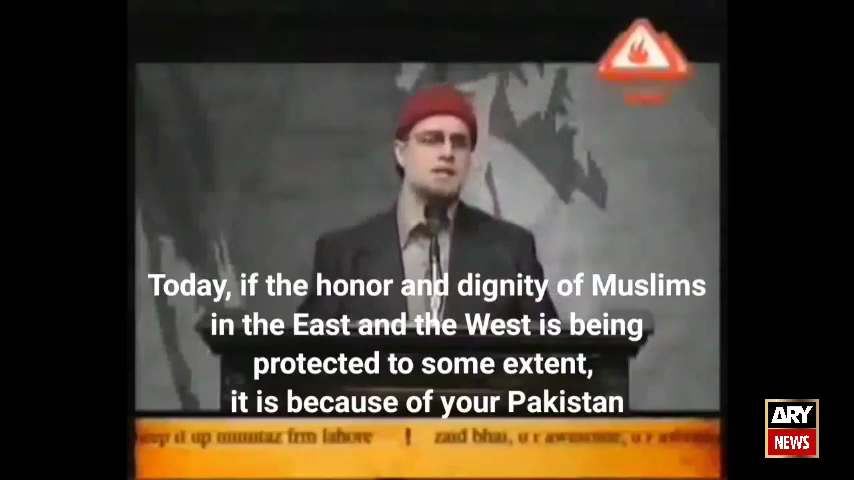 Today, if the honor and dignity of Muslims
in the East and the West is being
protected to some extent,
it is because of your Pakistan
up mumtaz frm lahore ! zaid bhai, u r awesome, u r
ARY
NEWS